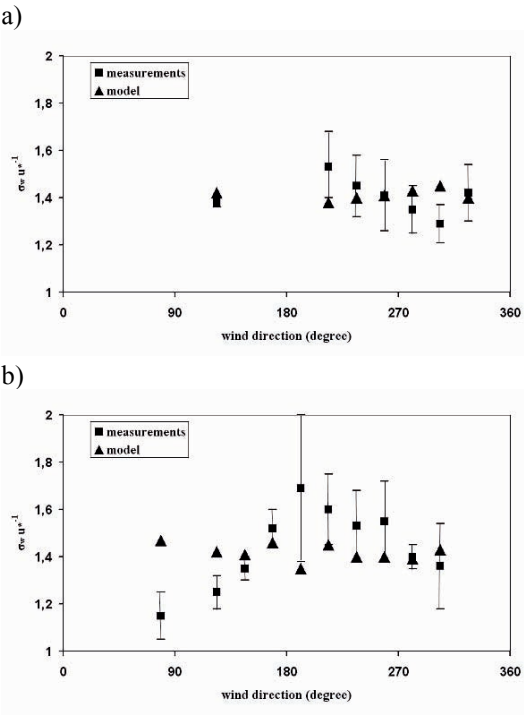 a)
2
1,8
1,6
1,4
1,2
1
measurements
model
σw u*-1
0 90 180 270 360
wind direction (degree)
b)
2
1,8
1,6
1,4
1,2
1
measurements
model
σw u*-1
0 90 180 270 360
wind direction (degree)